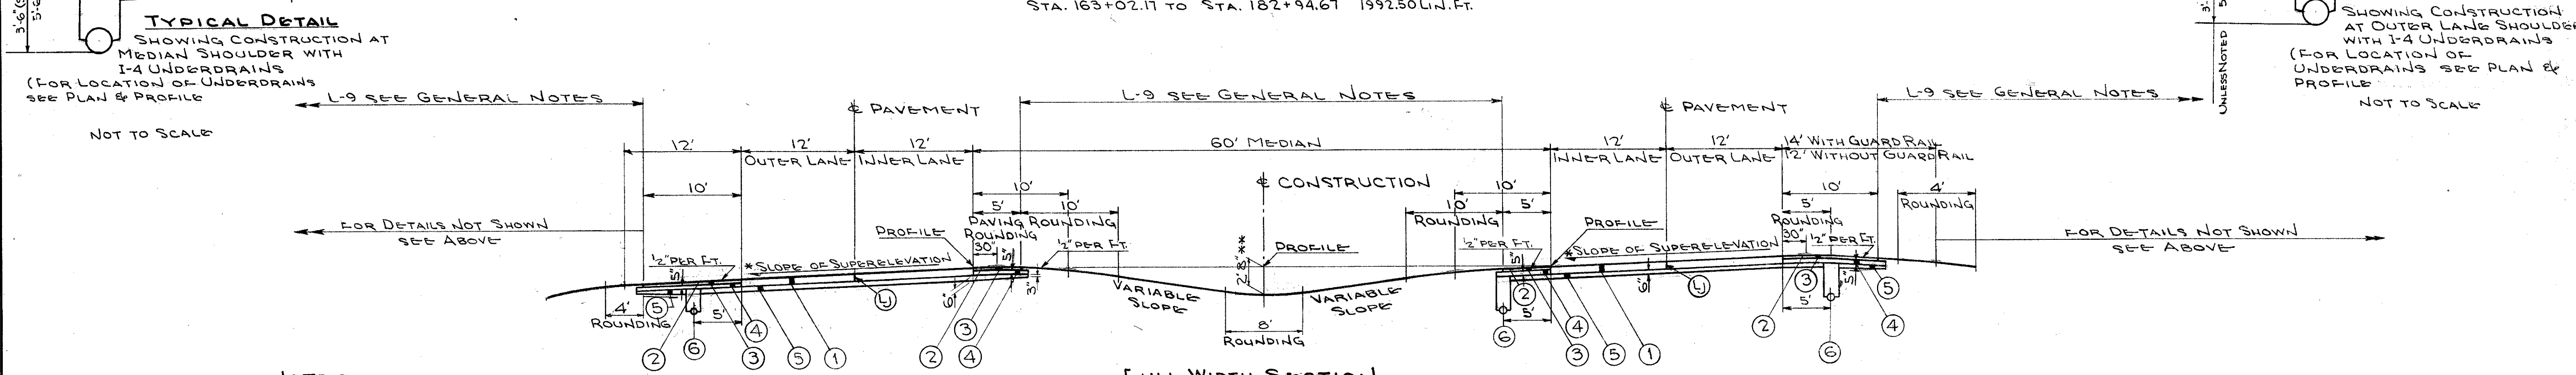 STA. 163+02.17 TO STA. 182+94.67 1992.50 LIN. FT.
3'-6"
TYPICAL DETAIL
SHOWING CONSTRUCTION AT
MEDIAN SHOULDER WITH
I-4 UNDERDRAINS
(FOR LOCATION OF UNDERDRAINS
SEE PLAN & PROFILE
NOT TO SCALE
SHOWING CONSTRUCTION
AT OUTER LANE SHOULDER
WITH I-4 UNDERDRAINS
(FOR LOCATION OF
UNDERDRAINS SEE PLAN &
PROFILE
NOT TO SCALE
UNLESS NOTED
L-9 SEE GENERAL NOTES
℄ PAVEMENT
L-9 SEE GENERAL NOTES
℄ PAVEMENT
L-9 SEE GENERAL NOTES
12'
12'
12'
60' MEDIAN
12'
12'
14' WITH GUARD RAIL
OUTER LANE
INNER LANE
INNER LANE
OUTER LANE
12' WITHOUT GUARD RAIL
10'
10'
℄ CONSTRUCTION
10'
10'
4'
ROUNDING
5'
10'
10'
5'
5'
PAVING
ROUNDING
ROUNDING
ROUNDING
ROUNDING
30"
30"
FOR DETAILS NOT SHOWN
SEE ABOVE
PROFILE
PROFILE
PROFILE
FOR DETAILS NOT SHOWN
SEE ABOVE
1/2" PER FT.
*SLOPE OF SUPERELEVATION
1/2" PER FT.
2'8"**
1/2" PER FT.
*SLOPE OF SUPERELEVATION
1/2" PER FT.
5"
5"
5"
5"
6"
3"
6"
6"
LJ
LJ
VARIABLE
SLOPE
VARIABLE
SLOPE
4'
ROUNDING
8'
ROUNDING
5'
5'
5'
5
2
6
3
4
5
1
2
3
4
6
2
4
3
5
1
2
3
6
5
4
FULL WIDTH SECTION